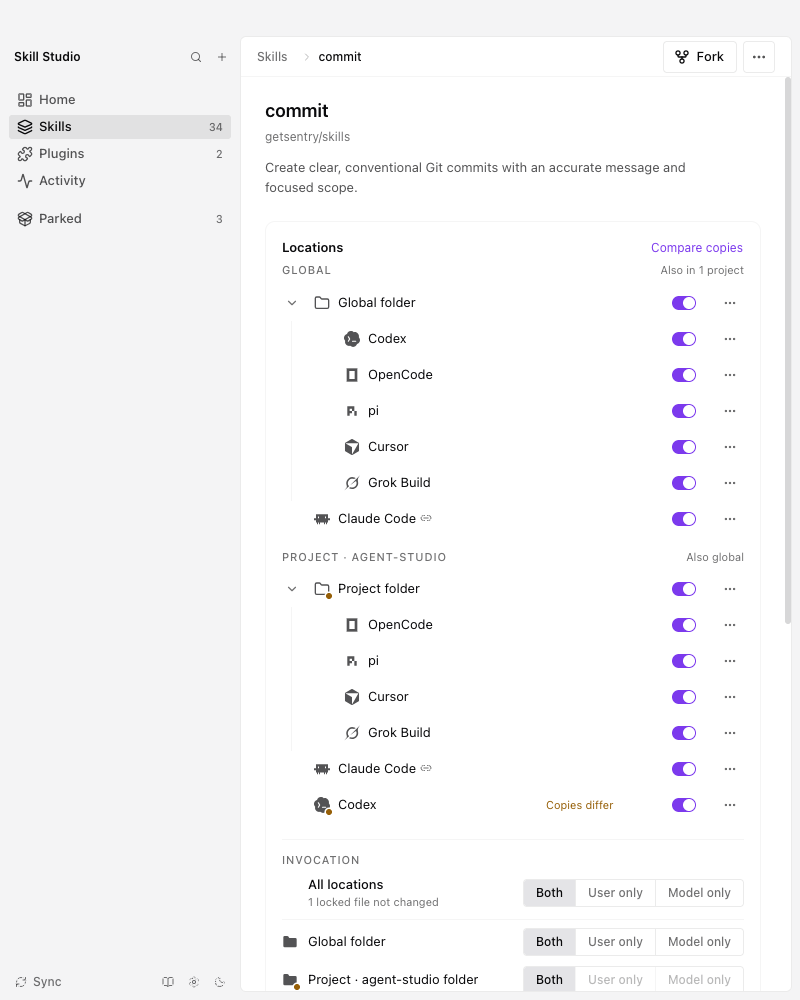 Skill Studio
Skills
commit
Fork
Home
Skills 34
Plugins 2
Activity
Parked 3
commit
getsentry/skills
Create clear, conventional Git commits with an accurate message and
focused scope.
Locations
Compare copies
GLOBAL
Also in 1 project
Global folder
Codex
OpenCode
pi
Cursor
Grok Build
Claude Code
PROJECT · AGENT-STUDIO
Also global
Project folder
OpenCode
pi
Cursor
Grok Build
Claude Code
Codex
Copies differ
INVOCATION
All locations
1 locked file not changed
Both User only Model only
Global folder
Both User only Model only
Project · agent-studio folder
Both User only Model only
Sync